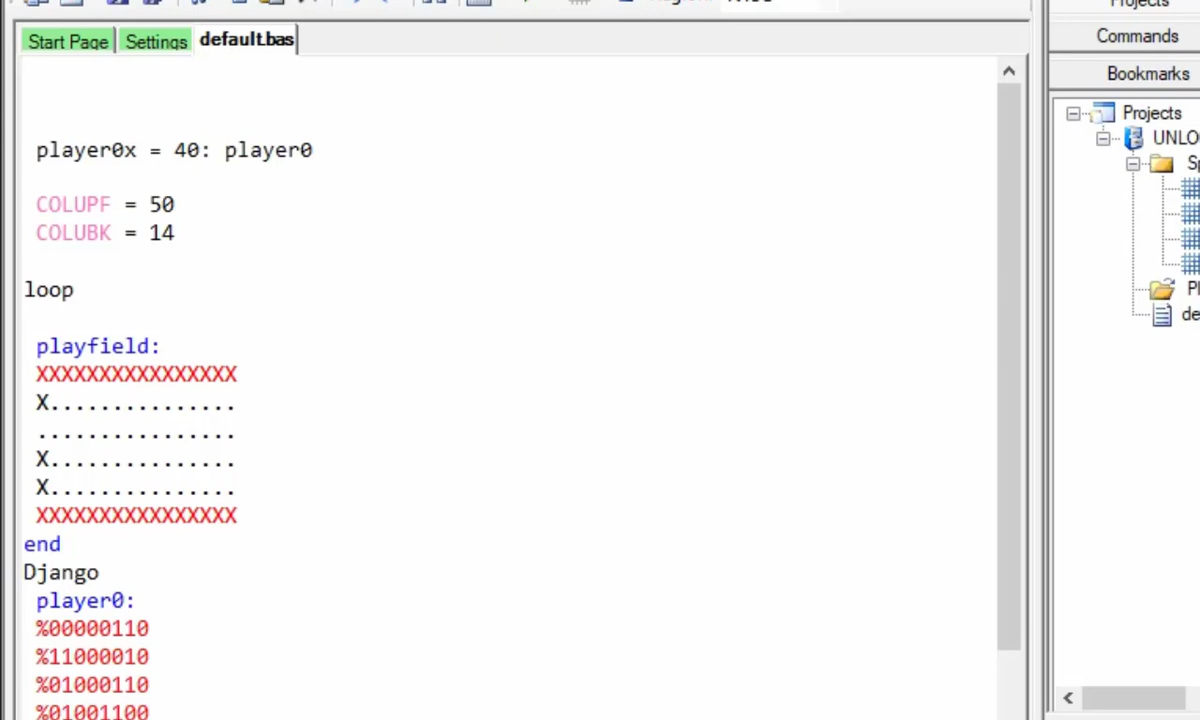 Projects
Start Page Settings default.bas
Commands
Bookmarks
Projects
player0x = 40: player0
COLUPF = 50
COLUBK = 14
loop
playfield:
XXXXXXXXXXXXXXXX
X...............
................
X...............
X...............
XXXXXXXXXXXXXXXX
end
Django
player0:
%00000110
%11000010
%01000110
%01001100